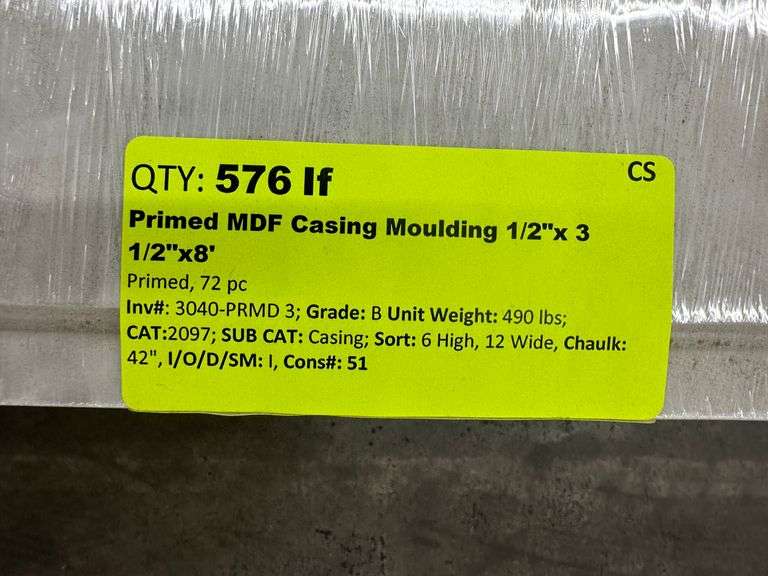 QTY: 576 lf
CS
Primed MDF Casing Moulding 1/2"x 3
1/2"x8'
Primed, 72 pc
Inv#: 3040-PRMD 3; Grade: B Unit Weight: 490 lbs;
CAT:2097; SUB CAT: Casing; Sort: 6 High, 12 Wide, Chaulk:
42", I/O/D/SM: I, Cons#: 51